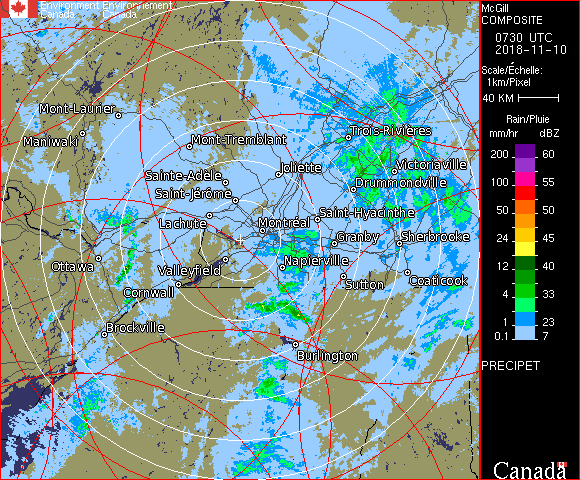 Environment Environnement
Canada Canada
McGill
COMPOSITE
0730 UTC
2018-11-10
Scale/Échelle:
1km/Pixel
40 KM
Rain/Pluie
mm/hr dBZ
200 60
100 55
50 50
24 45
12 40
4 33
1 23
0.1 7
PRECIPET
Canada
Mont-Laurier
Maniwaki
Mont-Tremblant
Trois-Rivières
Joliette
Victoriaville
Sainte-Adèle
Drummondville
Saint-Jérôme
Saint-Hyacinthe
Lachute
Montréal
Granby
Sherbrooke
Ottawa
Valleyfield
Napierville
Sutton
Coaticook
Cornwall
Brockville
Burlington